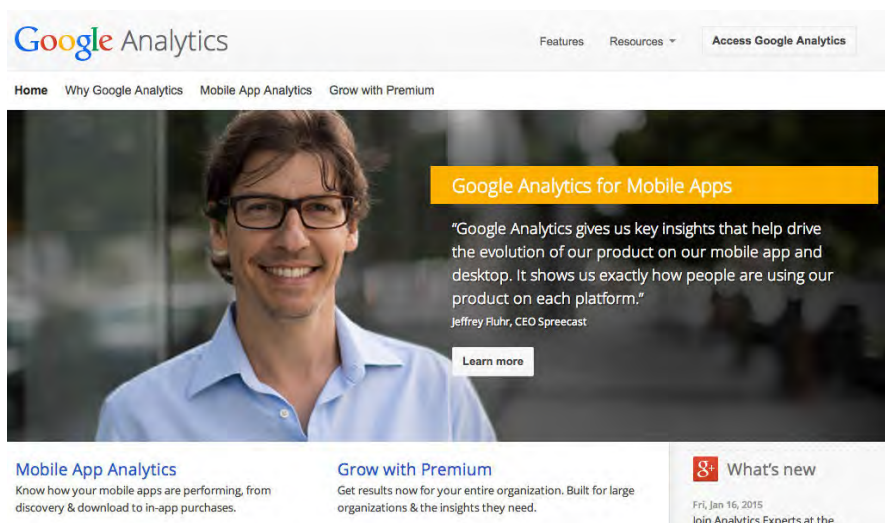 Google Analytics
Features Resources Access Google Analytics
Home Why Google Analytics Mobile App Analytics Grow with Premium
Google Analytics for Mobile Apps
“Google Analytics gives us key insights that help drive
the evolution of our product on our mobile app and
desktop. It shows us exactly how people are using our
product on each platform.”
Jeffrey Fluhr, CEO Spreecast
Learn more
Mobile App Analytics
Know how your mobile apps are performing, from
discovery & download to in-app purchases.
Grow with Premium
Get results now for your entire organization. Built for large
organizations & the insights they need.
g+ What's new
Fri, Jan 16, 2015
Join Analytics Experts at the